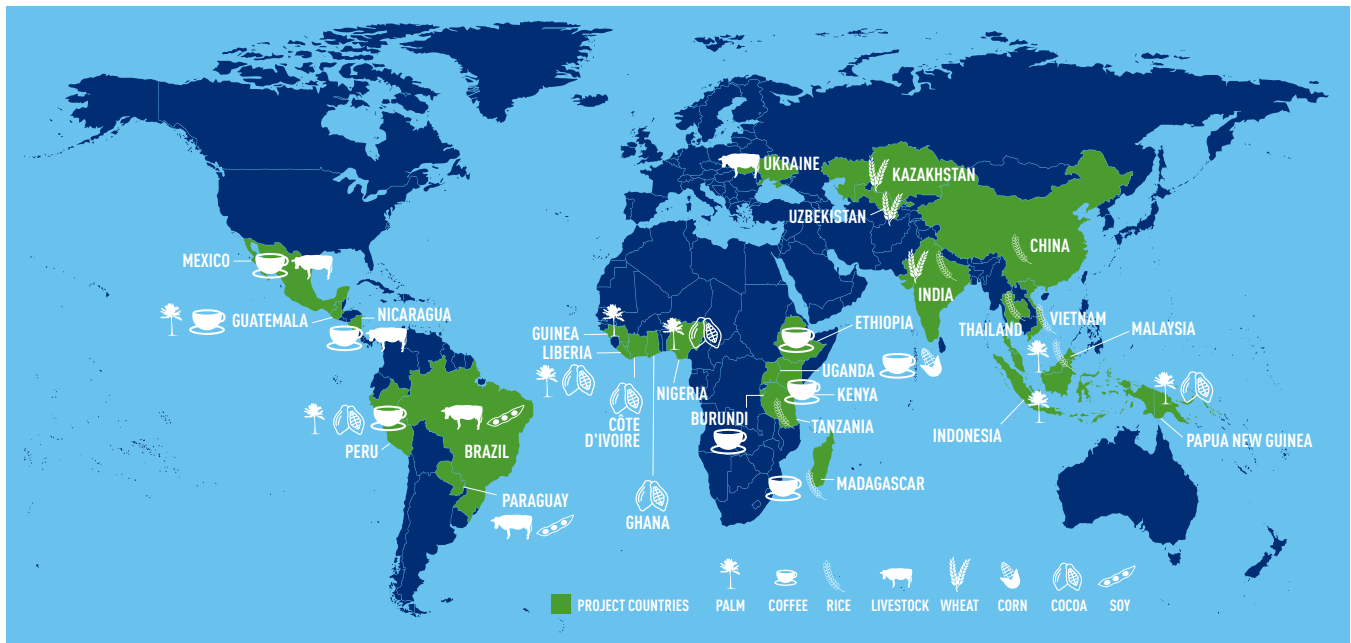 UKRAINE
KAZAKHSTAN
UZBEKISTAN
CHINA
MEXICO
INDIA
GUATEMALA
NICARAGUA
GUINEA
LIBERIA
NIGERIA
ETHIOPIA
THAILAND
VIETNAM
MALAYSIA
UGANDA
KENYA
BURUNDI
TANZANIA
CÔTE
D'IVOIRE
INDONESIA
PAPUA NEW GUINEA
PERU
BRAZIL
PARAGUAY
GHANA
MADAGASCAR
PROJECT COUNTRIES
PALM
COFFEE
RICE
LIVESTOCK
WHEAT
CORN
COCOA
SOY